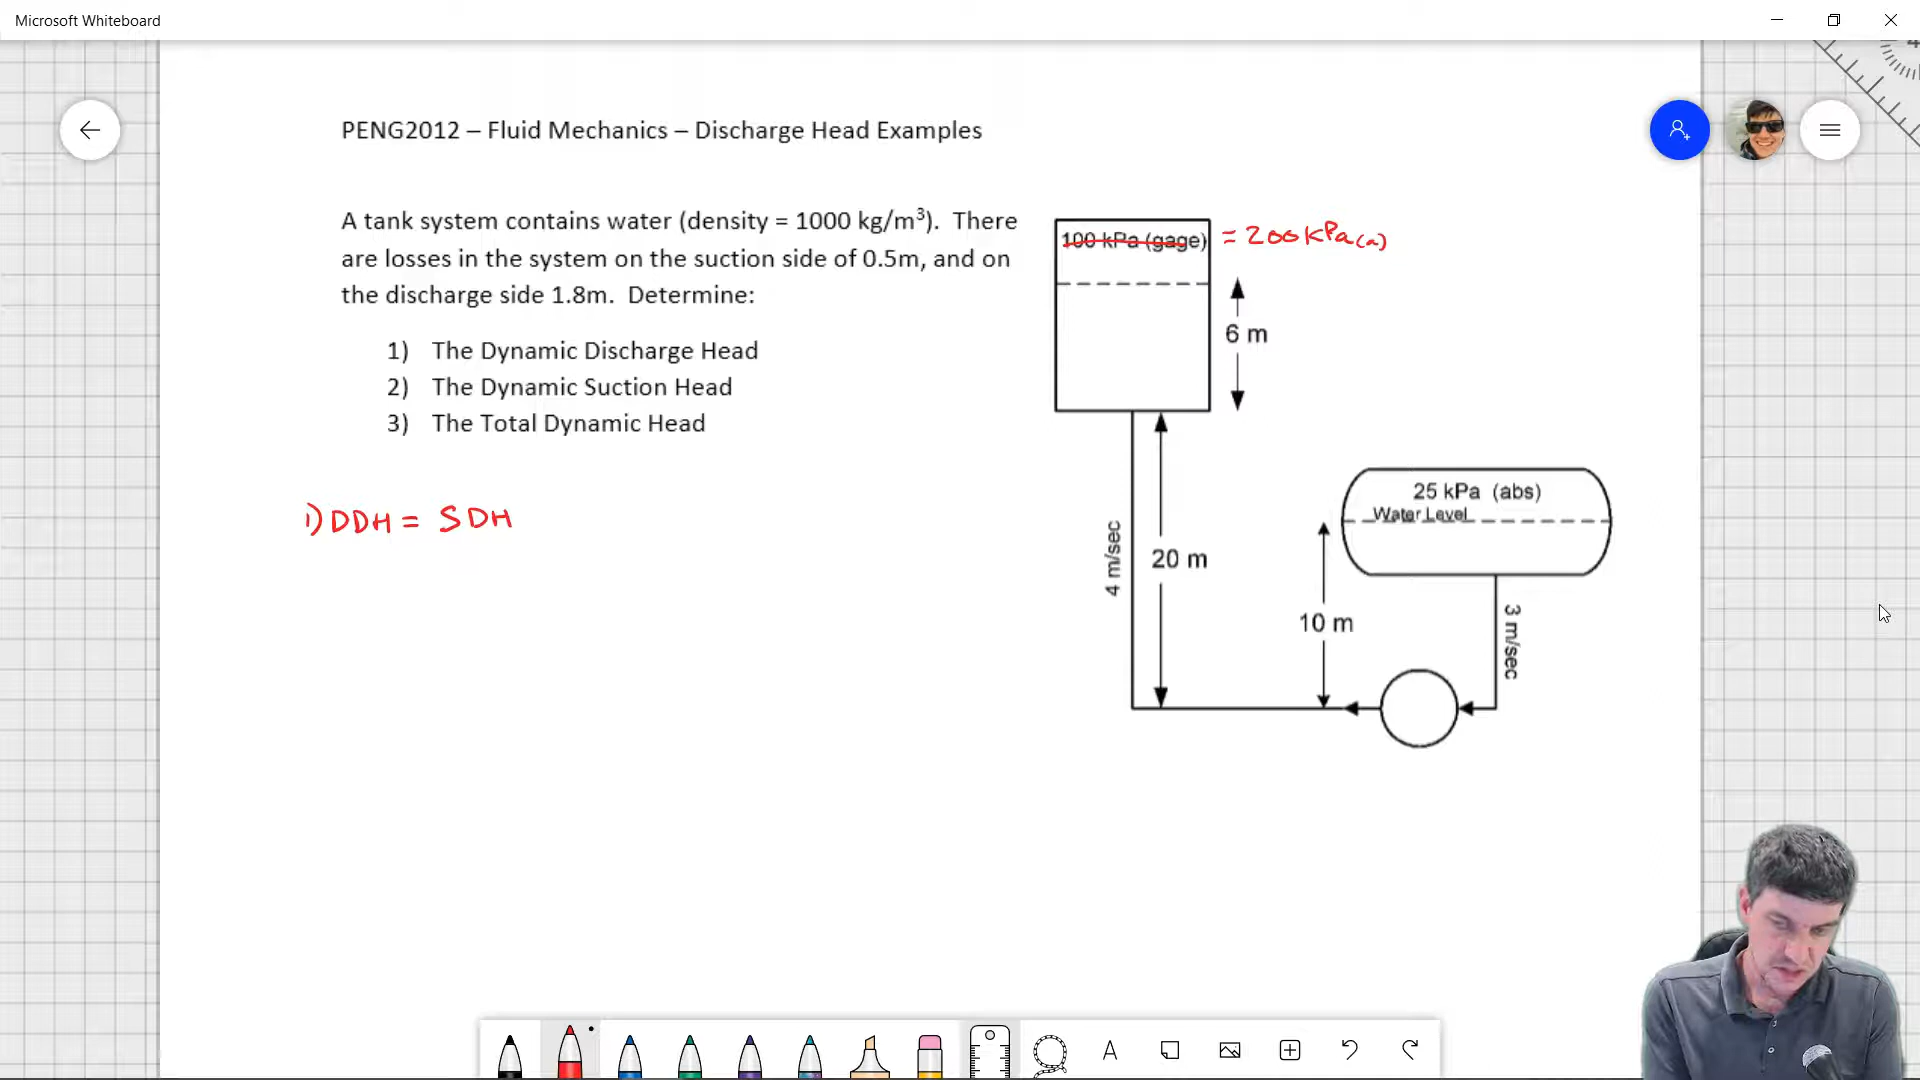 Microsoft Whiteboard
PENG2012 – Fluid Mechanics – Discharge Head Examples
A tank system contains water (density = 1000 kg/m³). There
are losses in the system on the suction side of 0.5m, and on
the discharge side 1.8m. Determine:
1) The Dynamic Discharge Head
2) The Dynamic Suction Head
3) The Total Dynamic Head
1) DDH = SDH
100 kPa (gage) = 200 kPa (a)
6 m
25 kPa (abs)
Water Level
4 m/sec
20 m
10 m
3 m/sec
A